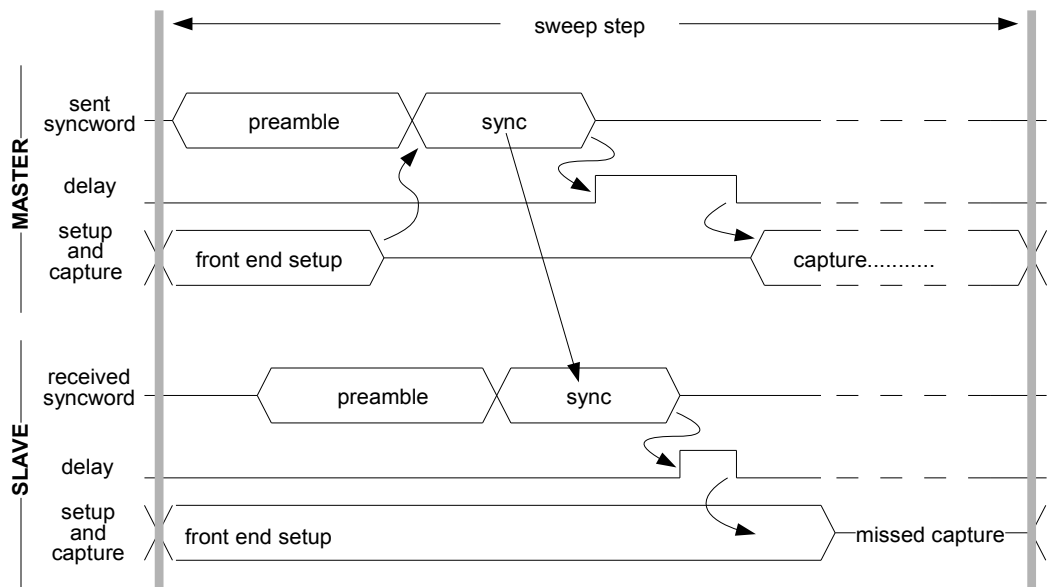 sweep step
MASTER
sent
syncword
preamble
sync
delay
setup
and
capture
front end setup
capture...........
SLAVE
received
syncword
preamble
sync
delay
setup
and
capture
front end setup
missed capture